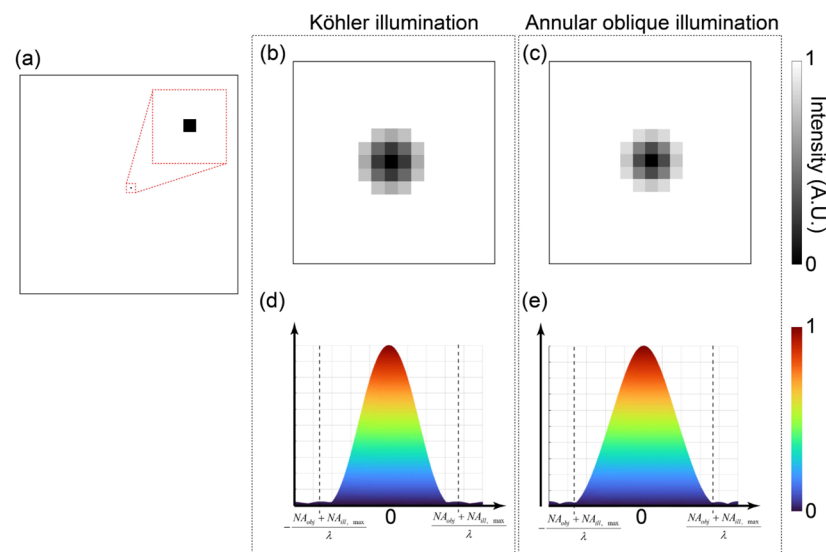 Köhler illumination
Annular oblique illumination
(a)
(b)
(c)
1
Intensity (A.U.)
0
(d)
(e)
1
0
− (NA_obj + NA_ill, max) / λ
0
(NA_obj + NA_ill, max) / λ
− (NA_obj + NA_ill, max) / λ
0
(NA_obj + NA_ill, max) / λ